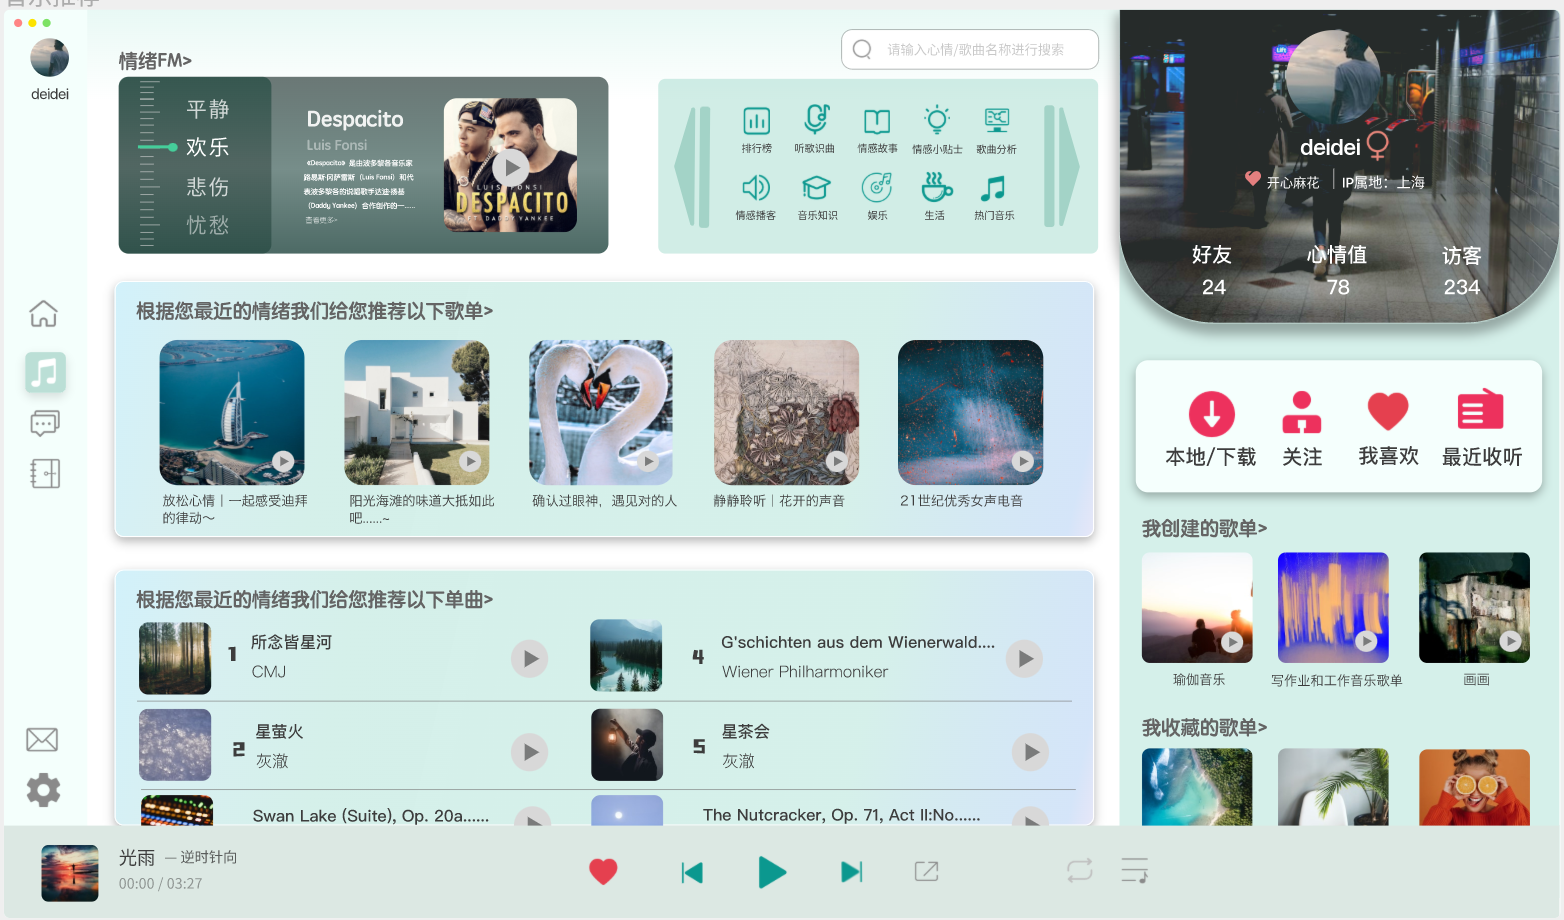 音乐推荐
deidei
情绪FM>
请输入心情/歌曲名称进行搜索
平静
欢乐
悲伤
忧愁
Despacito
Luis Fonsi
《Despacito》是由波多黎各音乐家
路易斯·冈萨雷斯（Luis Fonsi）和代
表波多黎各的说唱歌手达迪·扬基
（Daddy Yankee）合作创作的一......
查看更多>
LUIS FONSI
DESPACITO
FT. DADDY YANKEE
排行榜
听歌识曲
情感故事
情感小贴士
歌曲分析
情感播客
音乐知识
娱乐
生活
热门音乐
Lift
deidei
开心麻花
IP属地：上海
好友
心情值
访客
24
78
234
根据您最近的情绪我们给您推荐以下歌单>
放松心情｜一起感受迪拜
的律动～
阳光海滩的味道大抵如此
吧......~
确认过眼神，遇见对的人
静静聆听｜花开的声音
21世纪优秀女声电音
本地/下载
关注
我喜欢
最近收听
我创建的歌单>
瑜伽音乐
写作业和工作音乐歌单
画画
我收藏的歌单>
根据您最近的情绪我们给您推荐以下单曲>
1
所念皆星河
CMJ
4
G'schichten aus dem Wienerwald....
Wiener Philharmoniker
2
星萤火
灰澈
5
星茶会
灰澈
Swan Lake (Suite), Op. 20a......
The Nutcracker, Op. 71, Act II:No......
光雨 — 逆时针向
00:00 / 03:27